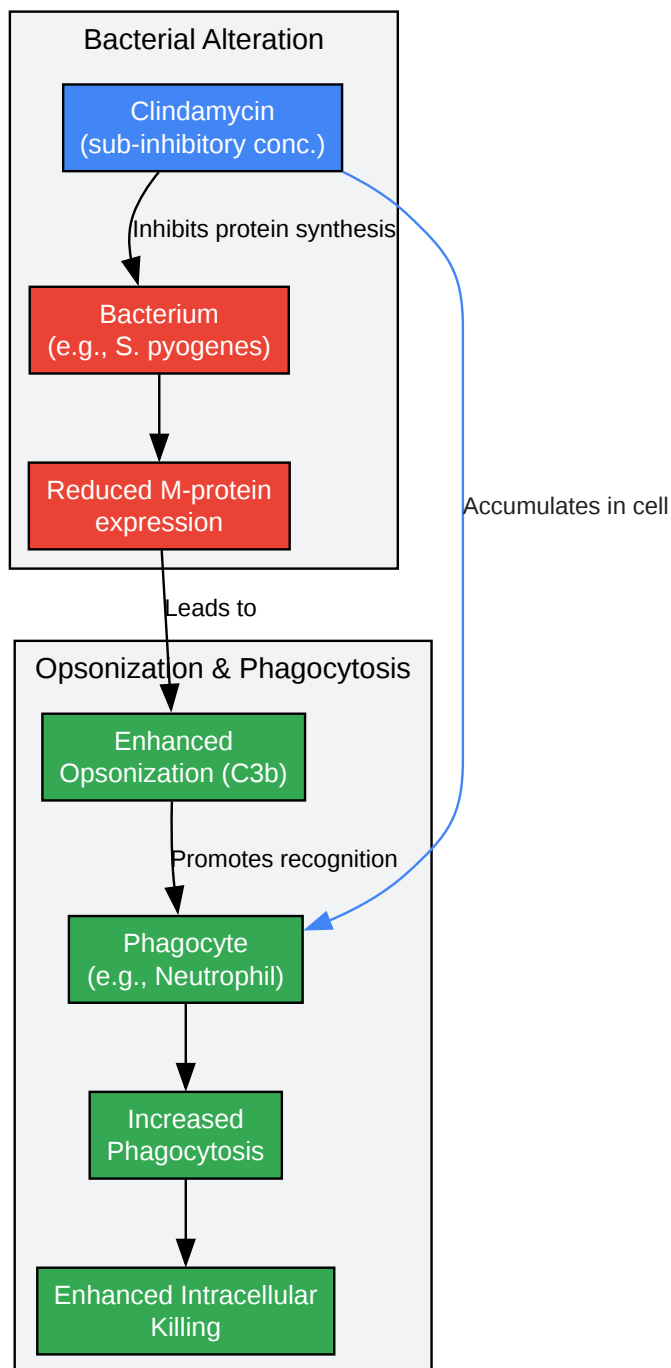 Bacterial Alteration
Clindamycin
(sub-inhibitory conc.)
Inhibits protein synthesis
Bacterium
(e.g., S. pyogenes)
Reduced M-protein
expression
Accumulates in cell
Leads to
Opsonization & Phagocytosis
Enhanced
Opsonization (C3b)
Promotes recognition
Phagocyte
(e.g., Neutrophil)
Increased
Phagocytosis
Enhanced Intracellular
Killing